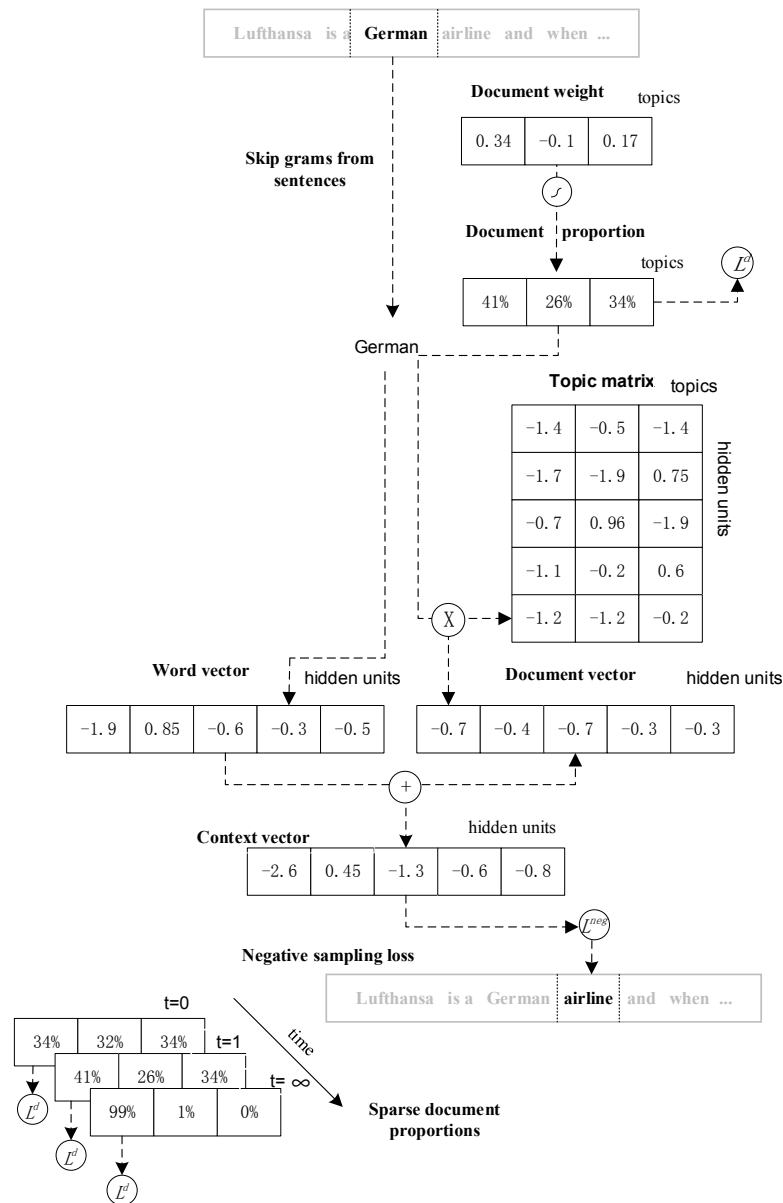 Lufthansa is a German airline and when ...
Document weight
topics
0.34 -0.1 0.17
Skip grams from
sentences
∫
Document proportion
topics
L^d
41% 26% 34%
German
Topic matrix topics
-1.4 -0.5 -1.4
-1.7 -1.9 0.75
-0.7 0.96 -1.9
-1.1 -0.2 0.6
-1.2 -1.2 -0.2
hidden units
X
Word vector
hidden units
Document vector
hidden units
-1.9 0.85 -0.6 -0.3 -0.5
-0.7 -0.4 -0.7 -0.3 -0.3
+
Context vector
hidden units
-2.6 0.45 -1.3 -0.6 -0.8
L^neg
Negative sampling loss
Lufthansa is a German airline and when ...
t=0
34% 32% 34%
t=1
41% 26% 34%
t= ∞
99% 1% 0%
time
L^d
L^d
L^d
Sparse document
proportions